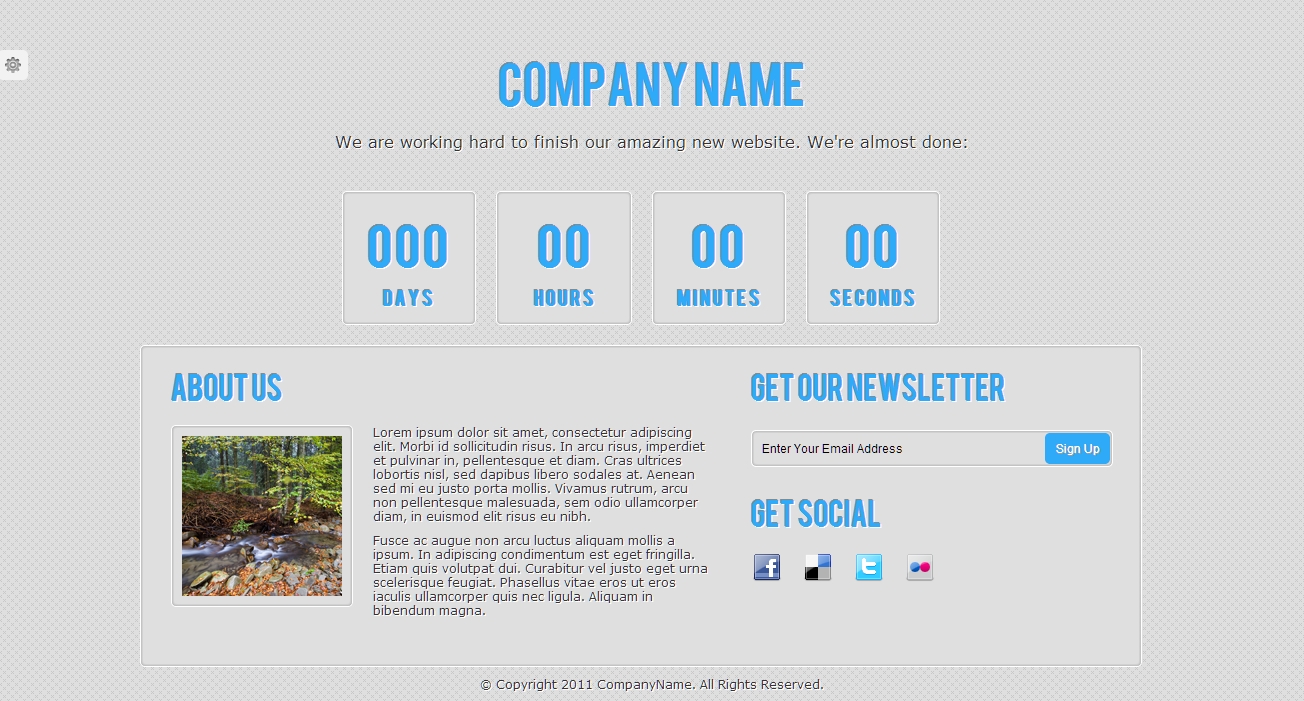 COMPANY NAME
We are working hard to finish our amazing new website. We're almost done:
000 00 00 00
DAYS HOURS MINUTES SECONDS
ABOUT US
Lorem ipsum dolor sit amet, consectetur adipiscing
elit. Morbi id sollicitudin risus. In arcu risus, imperdiet
et pulvinar in, pellentesque et diam. Cras ultrices
lobortis nisl, sed dapibus libero sodales at. Aenean
sed mi eu justo porta mollis. Vivamus rutrum, arcu
non pellentesque malesuada, sem odio ullamcorper
diam, in euismod elit risus eu nibh.
Fusce ac augue non arcu luctus aliquam mollis a
ipsum. In adipiscing condimentum est eget fringilla.
Etiam quis volutpat dui. Curabitur vel justo eget urna
scelerisque feugiat. Phasellus vitae eros ut eros
iaculis ullamcorper quis nec ligula. Aliquam in
bibendum magna.
GET OUR NEWSLETTER
Enter Your Email Address Sign Up
GET SOCIAL
© Copyright 2011 CompanyName. All Rights Reserved.